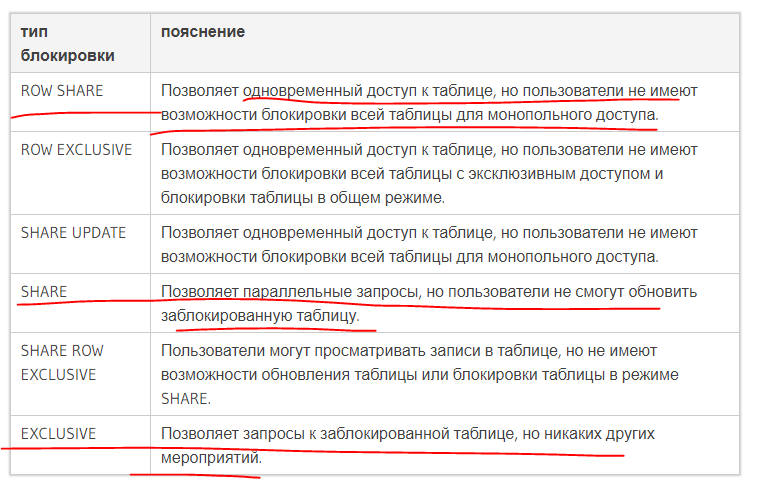 тип
блокировки
пояснение
ROW SHARE
Позволяет одновременный доступ к таблице, но пользователи не имеют
возможности блокировки всей таблицы для монопольного доступа.
ROW EXCLUSIVE
Позволяет одновременный доступ к таблице, но пользователи не имеют
возможности блокировки всей таблицы с эксклюзивным доступом и
блокировки таблицы в общем режиме.
SHARE UPDATE
Позволяет одновременный доступ к таблице, но пользователи не имеют
возможности блокировки всей таблицы для монопольного доступа.
SHARE
Позволяет параллельные запросы, но пользователи не смогут обновить
заблокированную таблицу.
SHARE ROW
EXCLUSIVE
Пользователи могут просматривать записи в таблице, но не имеют
возможности обновления таблицы или блокировки таблицы в режиме
SHARE.
EXCLUSIVE
Позволяет запросы к заблокированной таблице, но никаких других
мероприятий.